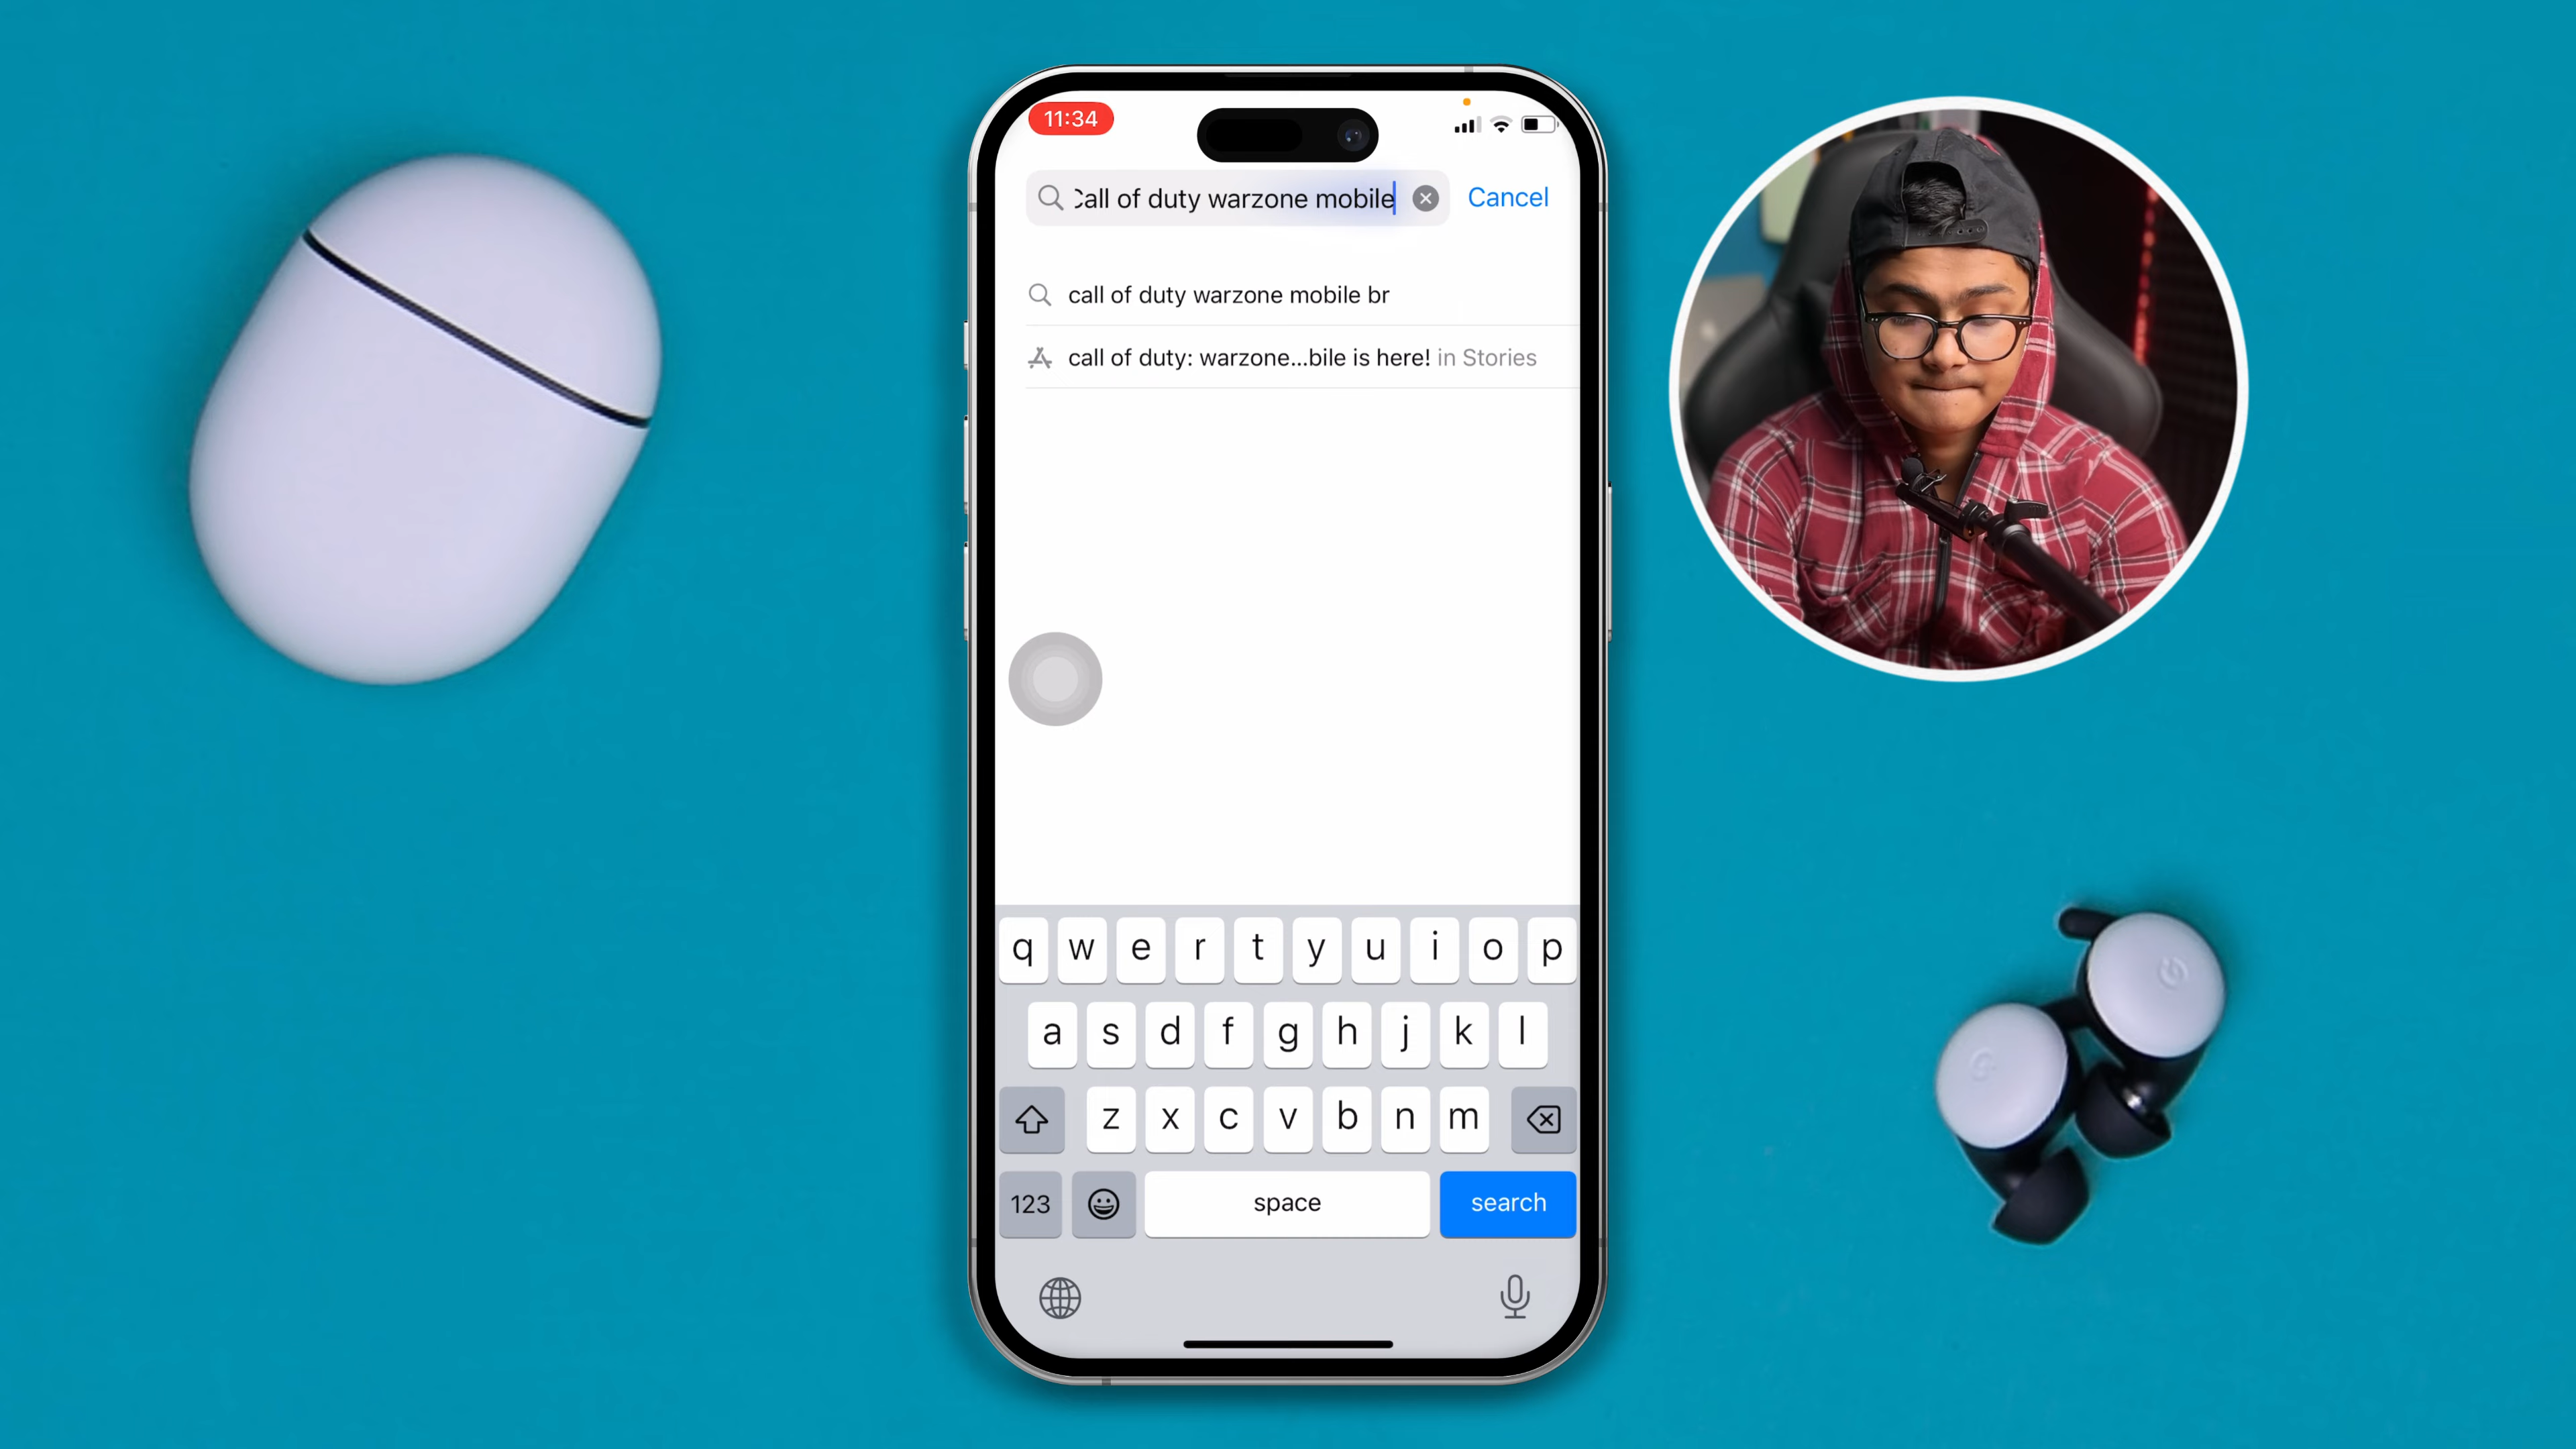 11:34
Call of duty warzone mobile Cancel
call of duty warzone mobile br
call of duty: warzone...bile is here! in Stories
q w e r t y u i o p
a s d f g h j k l
z x c v b n m
123 space search